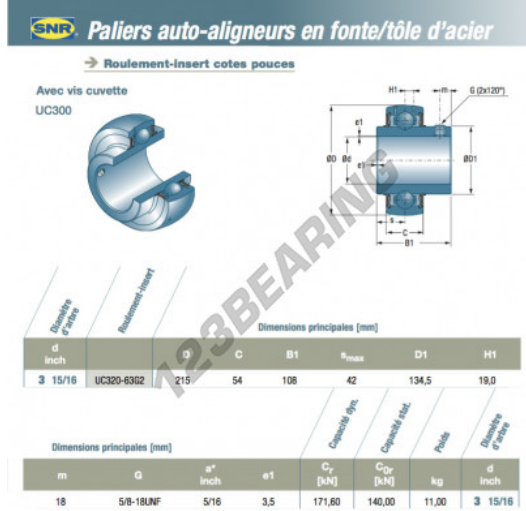 SNR Paliers auto-aligneurs en fonte/tôle d'acier
Roulement-insert cotes pouces
Avec vis cuvette
UC300
H1 m G (2x120°)
e1
ØD Ød e1 ØD1
s
C
B1
123BEARING
Diamètre d'arbre Roulement-insert Dimensions principales [mm]
d inch D C B1 smax D1 H1
3 15/16 UC320-63G2 215 54 108 42 134,5 19,0
Dimensions principales [mm] Capacité dyn. Capacité stat. Poids Diamètre d'arbre
m G a* inch e1 Cr [kN] C0r [kN] kg d inch
18 5/8-18UNF 5/16 3,5 171,60 140,00 11,00 3 15/16